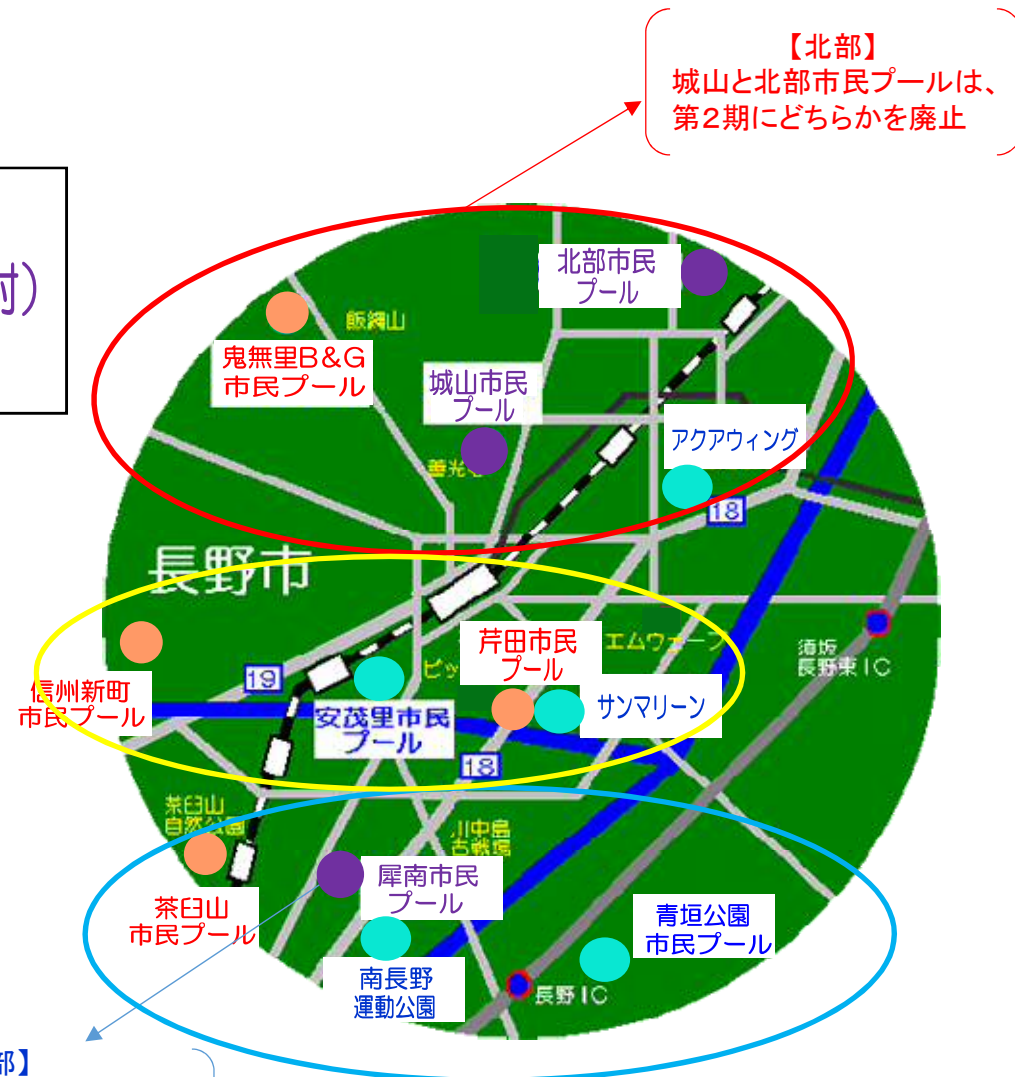 【北部】
城山と北部市民プールは、
第２期にどちらかを廃止
討）
北部市民
プール
飯綱山
鬼無里Ｂ&Ｇ
市民プール
城山市民
プール
アクアウィング
善光
18
長野市
芹田市民
プール
エムウェーブ
須坂
長野東IC
ビッ
19
信州新町
市民プール
安茂里市民
プール
サンマリーン
18
茶臼山
自然公園
川中島
古戦場
犀南市民
プール
茶臼山
市民プール
青垣公園
市民プール
南長野
運動公園
長野IC
部】